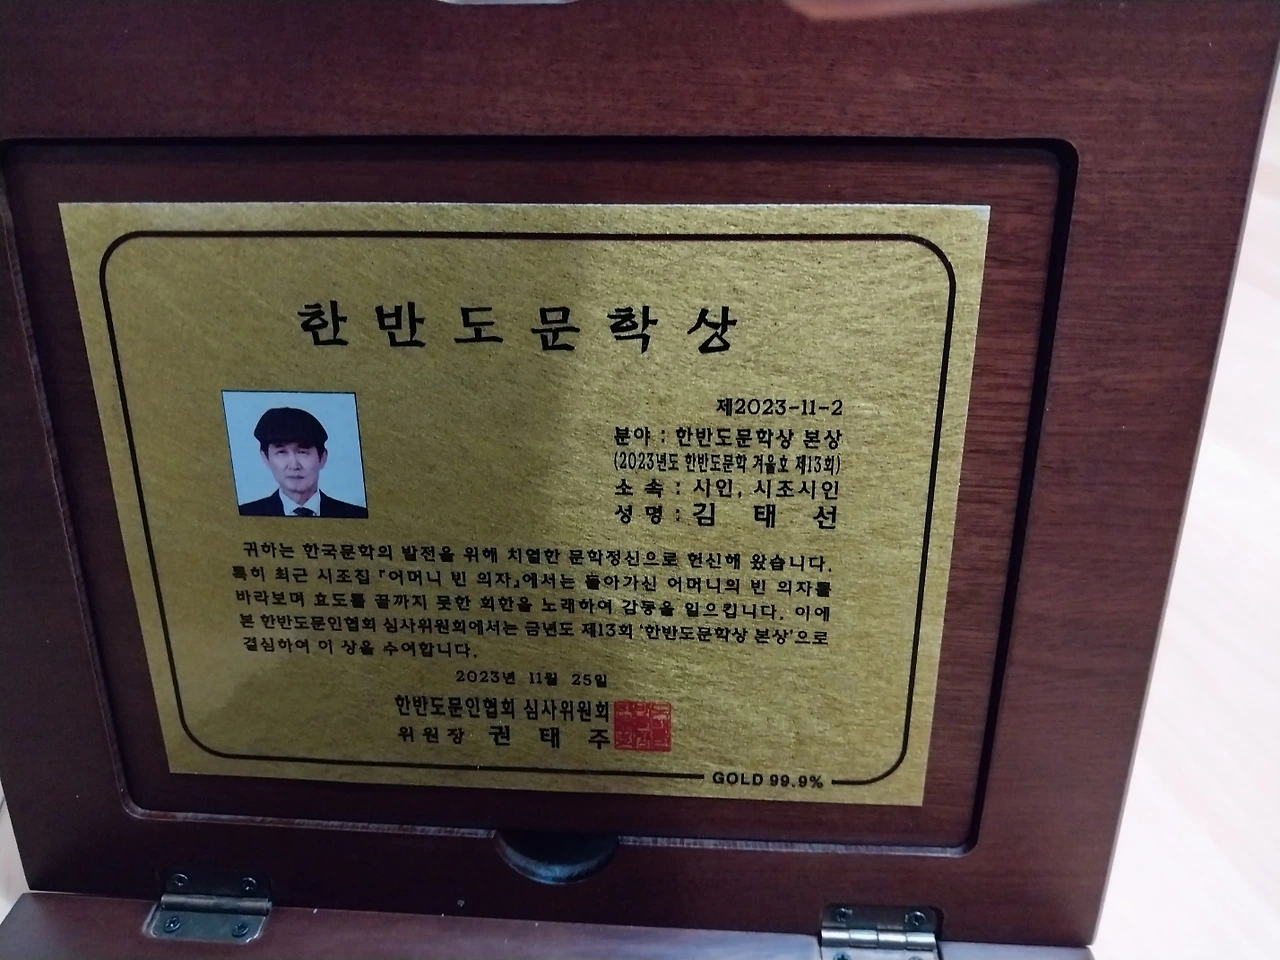 한반도문학상
제2023-11-2
분야 : 한반도문학상 본상
(2023년도 한반도문학 겨울호 제13회)
소 속 : 시인, 시조시인
성 명 : 김 태 선
귀하는 한국문학의 발전을 위해 치열한 문학정신으로 헌신해 왔습니다.
특히 최근 시조집 『어머니 빈 의자』에서는 돌아가신 어머니의 빈 의자를
바라보며 효도를 끝까지 못한 회한을 노래하여 감동을 일으킵니다. 이에
본 한반도문인협회 심사위원회에서는 금년도 제13회 '한반도문학상 본상'으로
결심하여 이 상을 수여합니다.
2023년 11월 25일
한반도문인협회 심사위원회
위원장 권 태 주
GOLD 99.9%